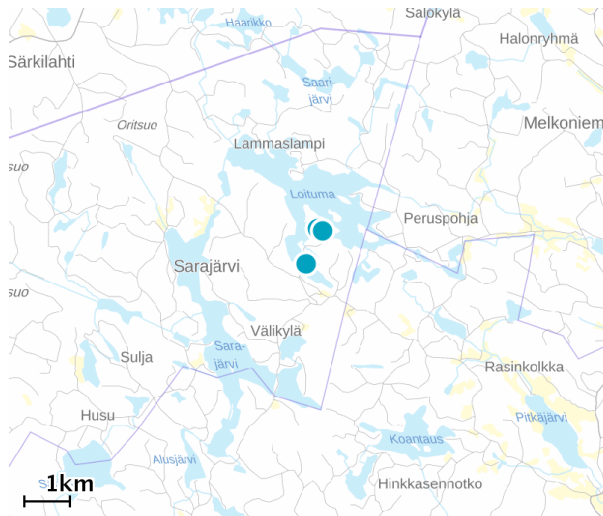 Salokylä
Haarikko
Halonryhmä
Särkilahti
Saari
järvi
Oritsuo
Melkoniem
Lammaslampi
suo
Loituma
Peruspohja
Sarajärvi
suo
Välikylä
Sara-
järvi
Sulja
Rasinkolkka
Husu
Pitkäjärvi
Koantaus
Alusjärvi
S
Hinkkasennotko
1km